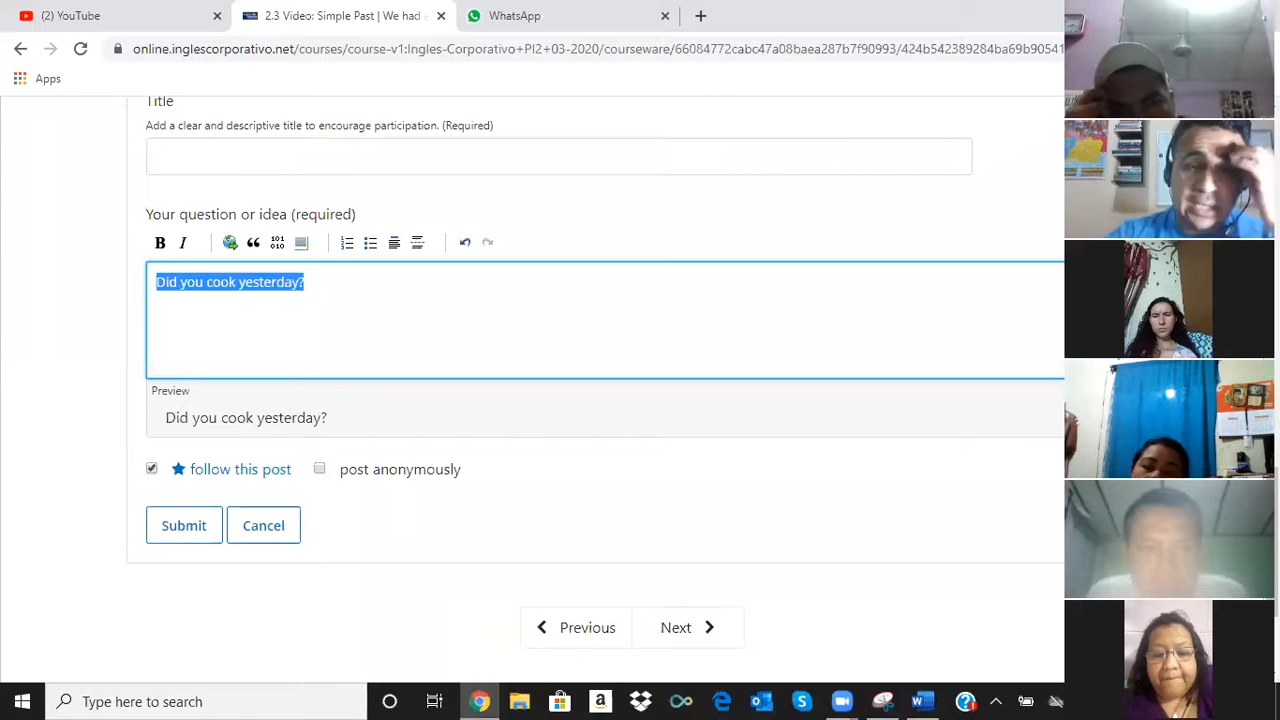 (2) YouTube
2.3 Video: Simple Past | We had a
WhatsApp
online.inglescorporativo.net/courses/course-v1:Ingles-Corporativo+PI2+03-2020/courseware/66084772cabc47a08baea287b7f90993/424b542389284ba69b90541
Apps
Title
Add a clear and descriptive title to encourage participation. (Required)
Your question or idea (required)
B I
Did you cook yesterday?
Preview
Did you cook yesterday?
follow this post post anonymously
Submit Cancel
Previous Next
Type here to search